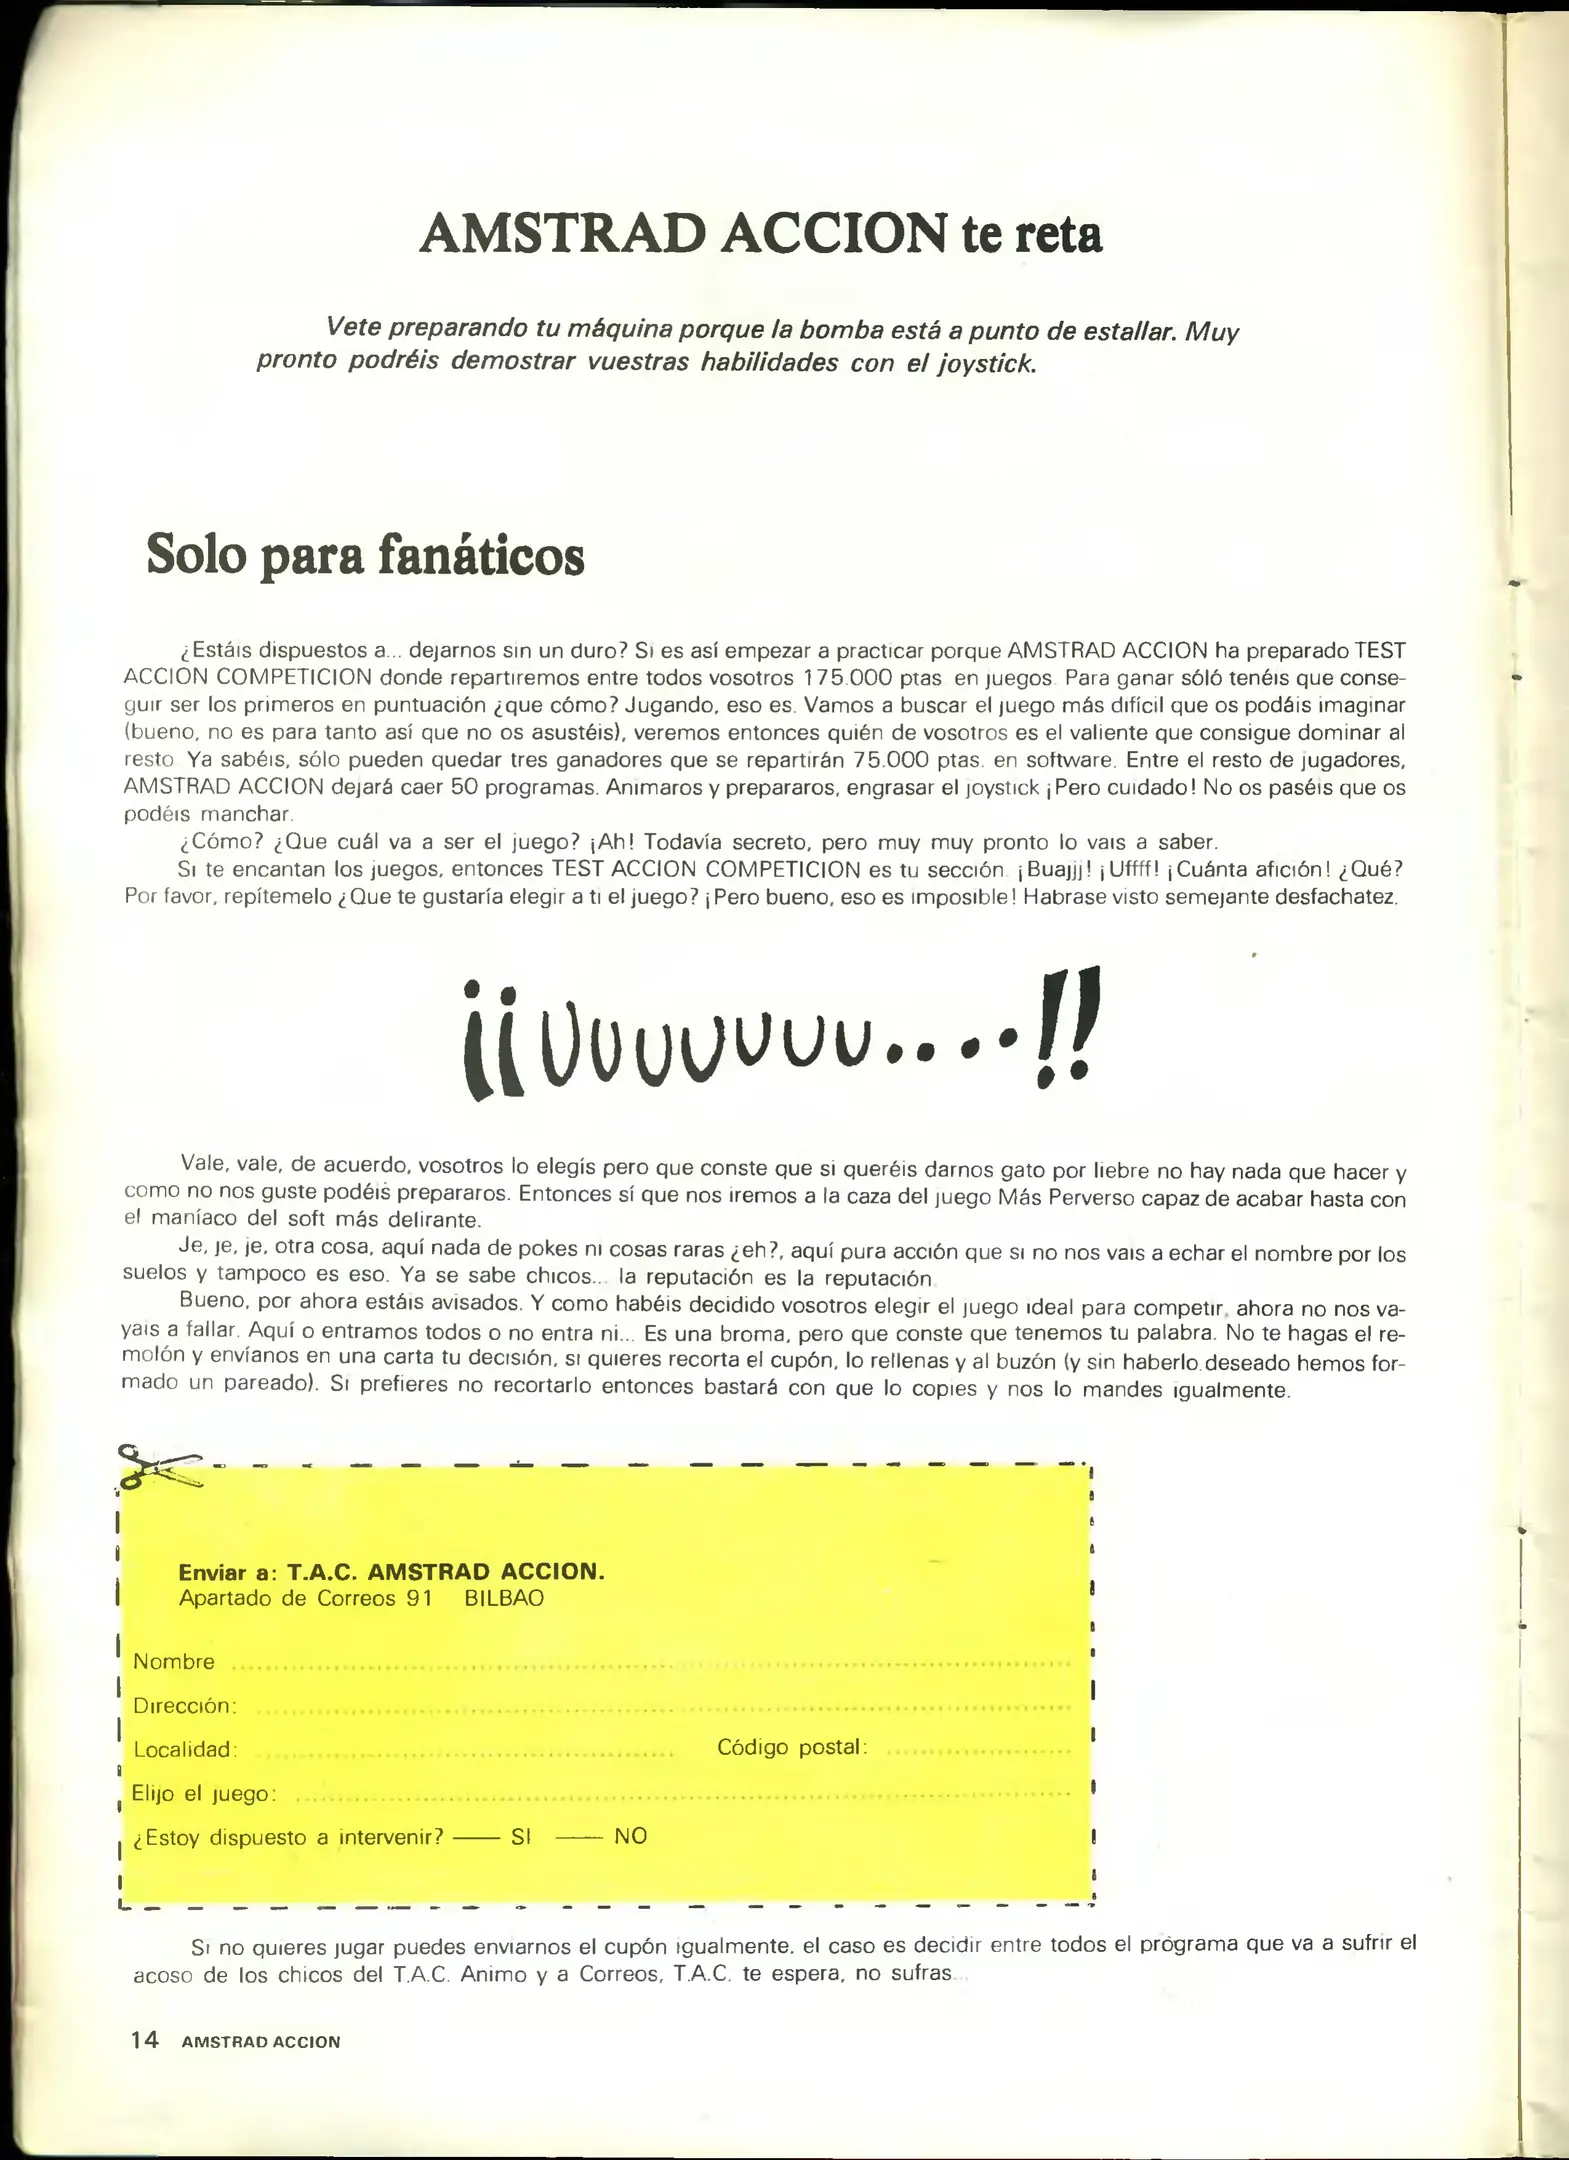 AMSTRAD ACCION te reta
Vete preparando tu máquina porque la bomba está a punto de estallar. Muy
pronto podréis demostrar vuestras habilidades con el joystick.
Solo para fanáticos
¿Estáis dispuestos a... dejarnos sin un duro? Si es así empezar a practicar porque AMSTRAD ACCION ha preparado TEST
ACCION COMPETICION donde repartiremos entre todos vosotros 175.000 ptas en juegos. Para ganar sóló tenéis que conse-
guir ser los primeros en puntuación ¿que cómo? Jugando, eso es. Vamos a buscar el juego más difícil que os podáis imaginar
(bueno, no es para tanto así que no os asustéis), veremos entonces quién de vosotros es el valiente que consigue dominar al
resto Ya sabéis, sólo pueden quedar tres ganadores que se repartirán 75.000 ptas. en software. Entre el resto de jugadores,
AMSTRAD ACCION dejará caer 50 programas. Animaros y prepararos, engrasar el joystick ¡Pero cuidado! No os paséis que os
podéis manchar.
¿Cómo? ¿Que cuál va a ser el juego? ¡Ah! Todavía secreto, pero muy muy pronto lo vais a saber.
Si te encantan los juegos, entonces TEST ACCION COMPETICION es tu sección. ¡Buajjj! ¡Uffff! ¡Cuánta afición! ¿Qué?
Por favor, repítemelo ¿Que te gustaría elegir a ti el juego? ¡Pero bueno, eso es imposible! Habrase visto semejante desfachatez.
¡¡Uuuuuuuu....!!
Vale, vale, de acuerdo, vosotros lo elegís pero que conste que si queréis darnos gato por liebre no hay nada que hacer y
como no nos guste podéis prepararos. Entonces sí que nos iremos a la caza del juego Más Perverso capaz de acabar hasta con
el maníaco del soft más delirante.
Je, je, je, otra cosa, aquí nada de pokes ni cosas raras ¿eh?, aquí pura acción que si no nos vais a echar el nombre por los
suelos y tampoco es eso. Ya se sabe chicos... la reputación es la reputación
Bueno, por ahora estáis avisados. Y como habéis decidido vosotros elegir el juego ideal para competir, ahora no nos va-
yais a fallar. Aquí o entramos todos o no entra ni... Es una broma, pero que conste que tenemos tu palabra. No te hagas el re-
molón y envíanos en una carta tu decisión, si quieres recorta el cupón, lo rellenas y al buzón (y sin haberlo deseado hemos for-
mado un pareado). Si prefieres no recortarlo entonces bastará con que lo copies y nos lo mandes igualmente.
Enviar a: T.A.C. AMSTRAD ACCION.
Apartado de Correos 91 BILBAO
Nombre
Dirección:
Localidad: Código postal:
Elijo el juego:
¿Estoy dispuesto a intervenir? —— SI —— NO
Si no quieres jugar puedes enviarnos el cupón igualmente. el caso es decidir entre todos el programa que va a sufrir el
acoso de los chicos del T.A.C. Animo y a Correos, T.A.C. te espera, no sufras
14 AMSTRAD ACCION